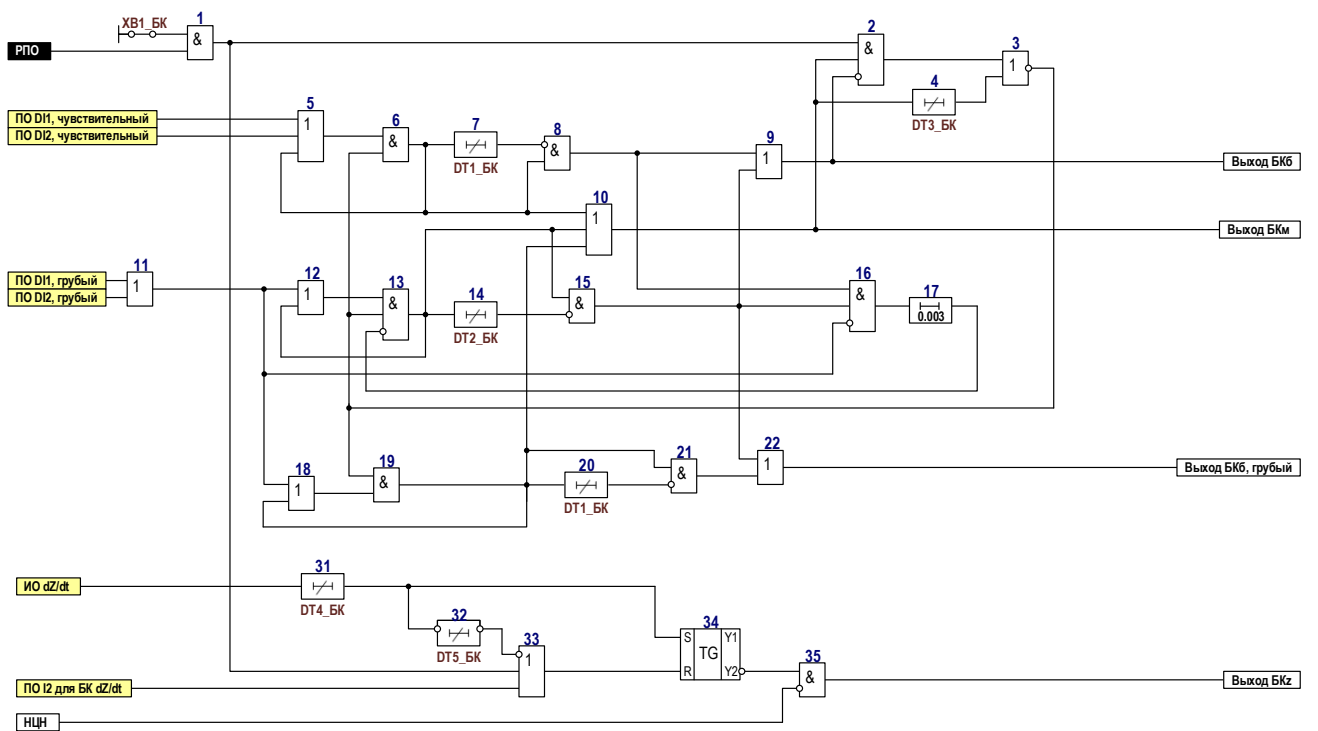 XB1_БК
1
&
РПО
2
&
3
1
4
DT3_БК
ПО DI1, чувствительный
ПО DI2, чувствительный
5
1
6
&
7
DT1_БК
8
&
9
1
Выход БКб
10
1
Выход БКм
ПО DI1, грубый
ПО DI2, грубый
11
1
12
1
13
&
14
DT2_БК
15
&
16
&
17
0.003
18
1
19
&
20
DT1_БК
21
&
22
1
Выход БКб, грубый
ИО dZ/dt
31
DT4_БК
32
DT5_БК
33
1
34
S
TG
Y1
R
Y2
35
&
Выход БКz
ПО I2 для БК dZ/dt
НЦН